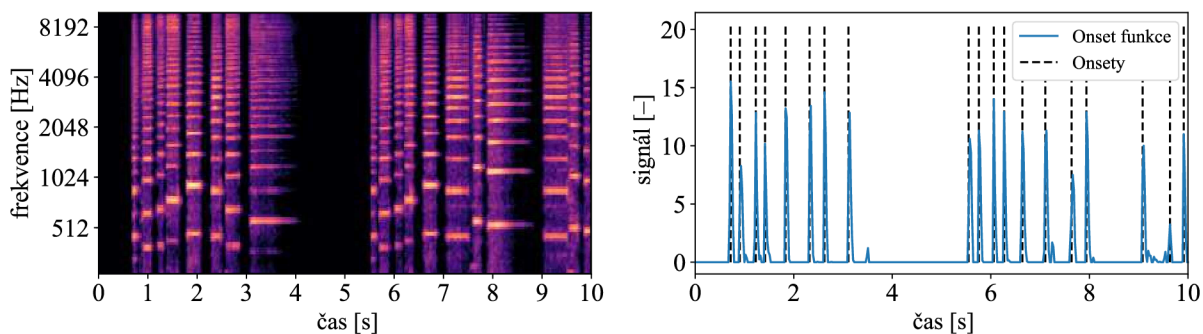 8192
4096
2048
1024
512
frekvence [Hz]
0 1 2 3 4 5 6 7 8 9 10
čas [s]
20
15
10
5
0
signál [–]
Onset funkce
Onsety
0 2 4 6 8 10
čas [s]